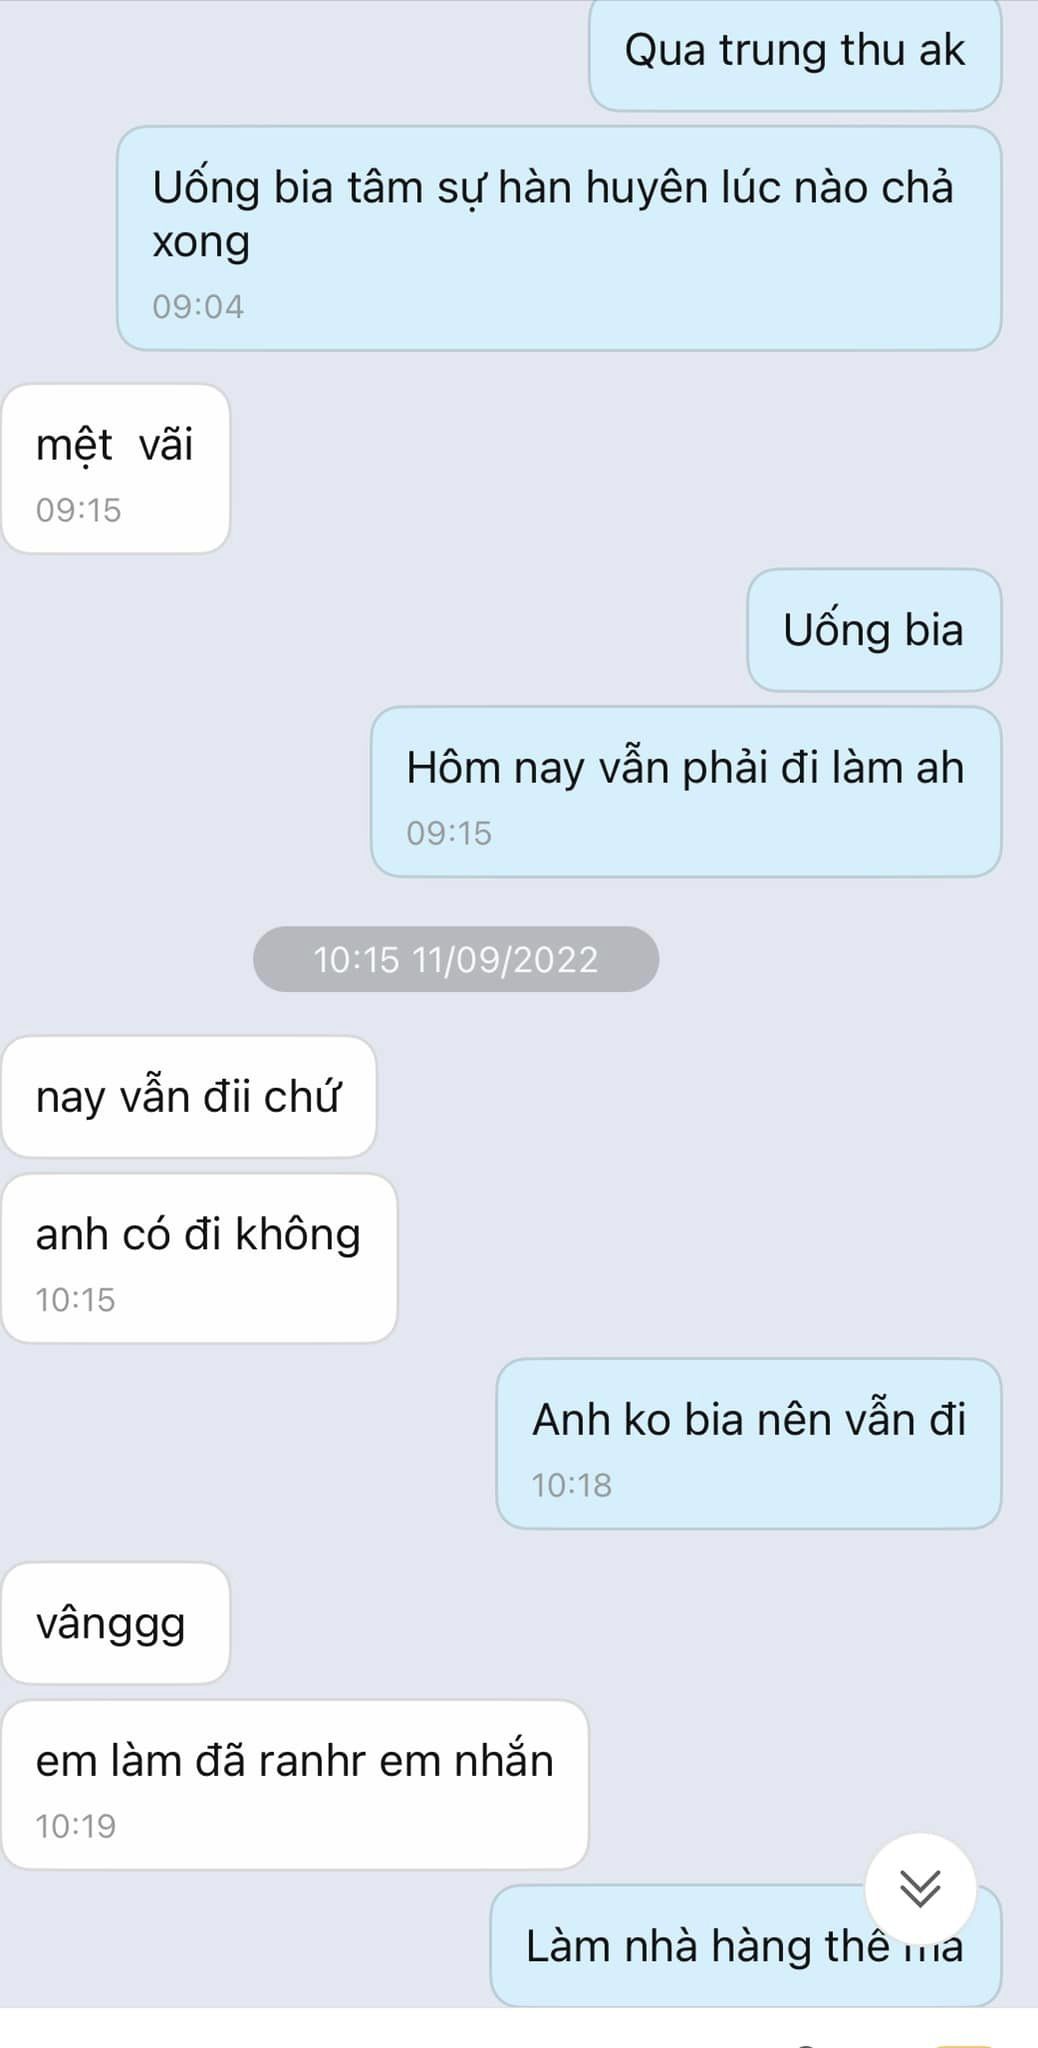 Qua trung thu ak
Uống bia tâm sự hàn huyên lúc nào chả
xong
09:04
mệt  vãi
09:15
Uống bia
Hôm nay vẫn phải đi làm ah
09:15
10:15 11/09/2022
nay vẫn đii chứ
anh có đi không
10:15
Anh ko bia nên vẫn đi
10:18
vânggg
em làm đã ranhr em nhắn
10:19
Làm nhà hàng thế